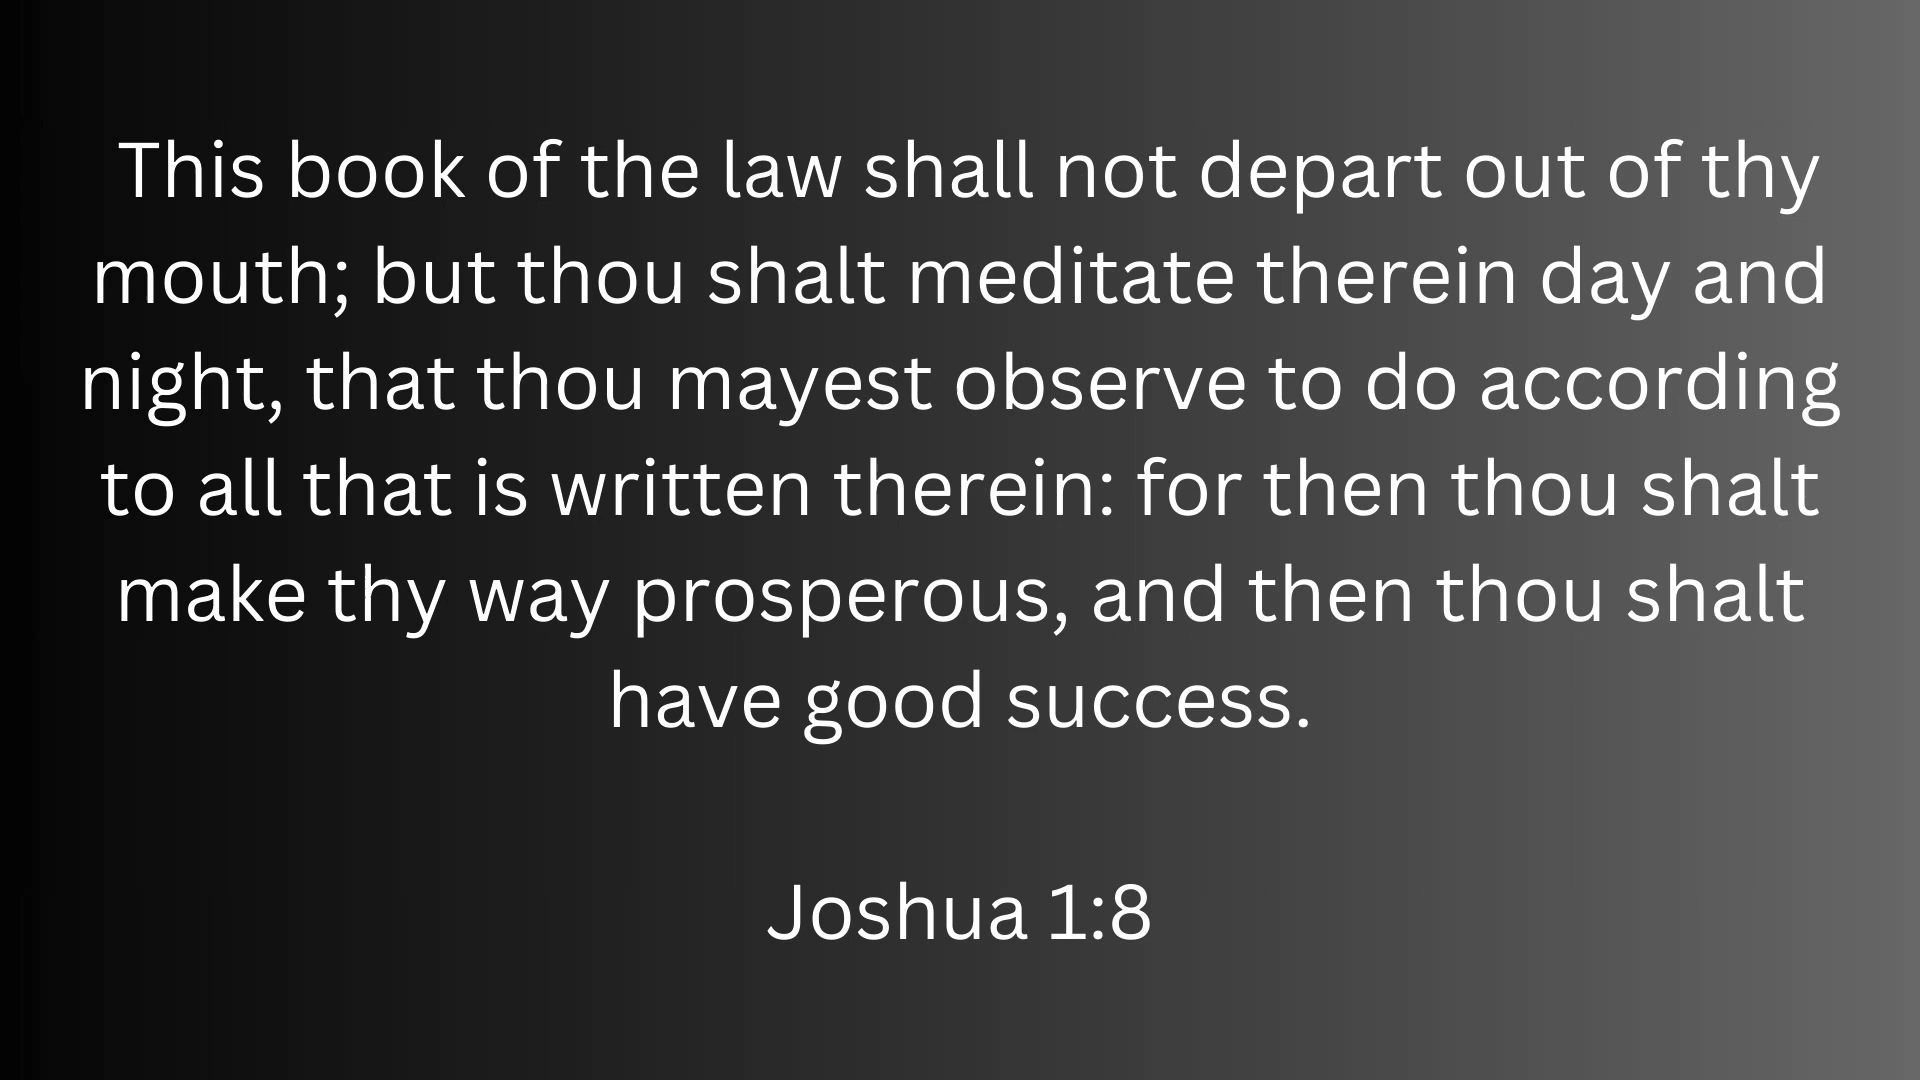 This book of the law shall not depart out of thy
mouth; but thou shalt meditate therein day and
night, that thou mayest observe to do according
to all that is written therein: for then thou shalt
make thy way prosperous, and then thou shalt
have good success.
Joshua 1:8